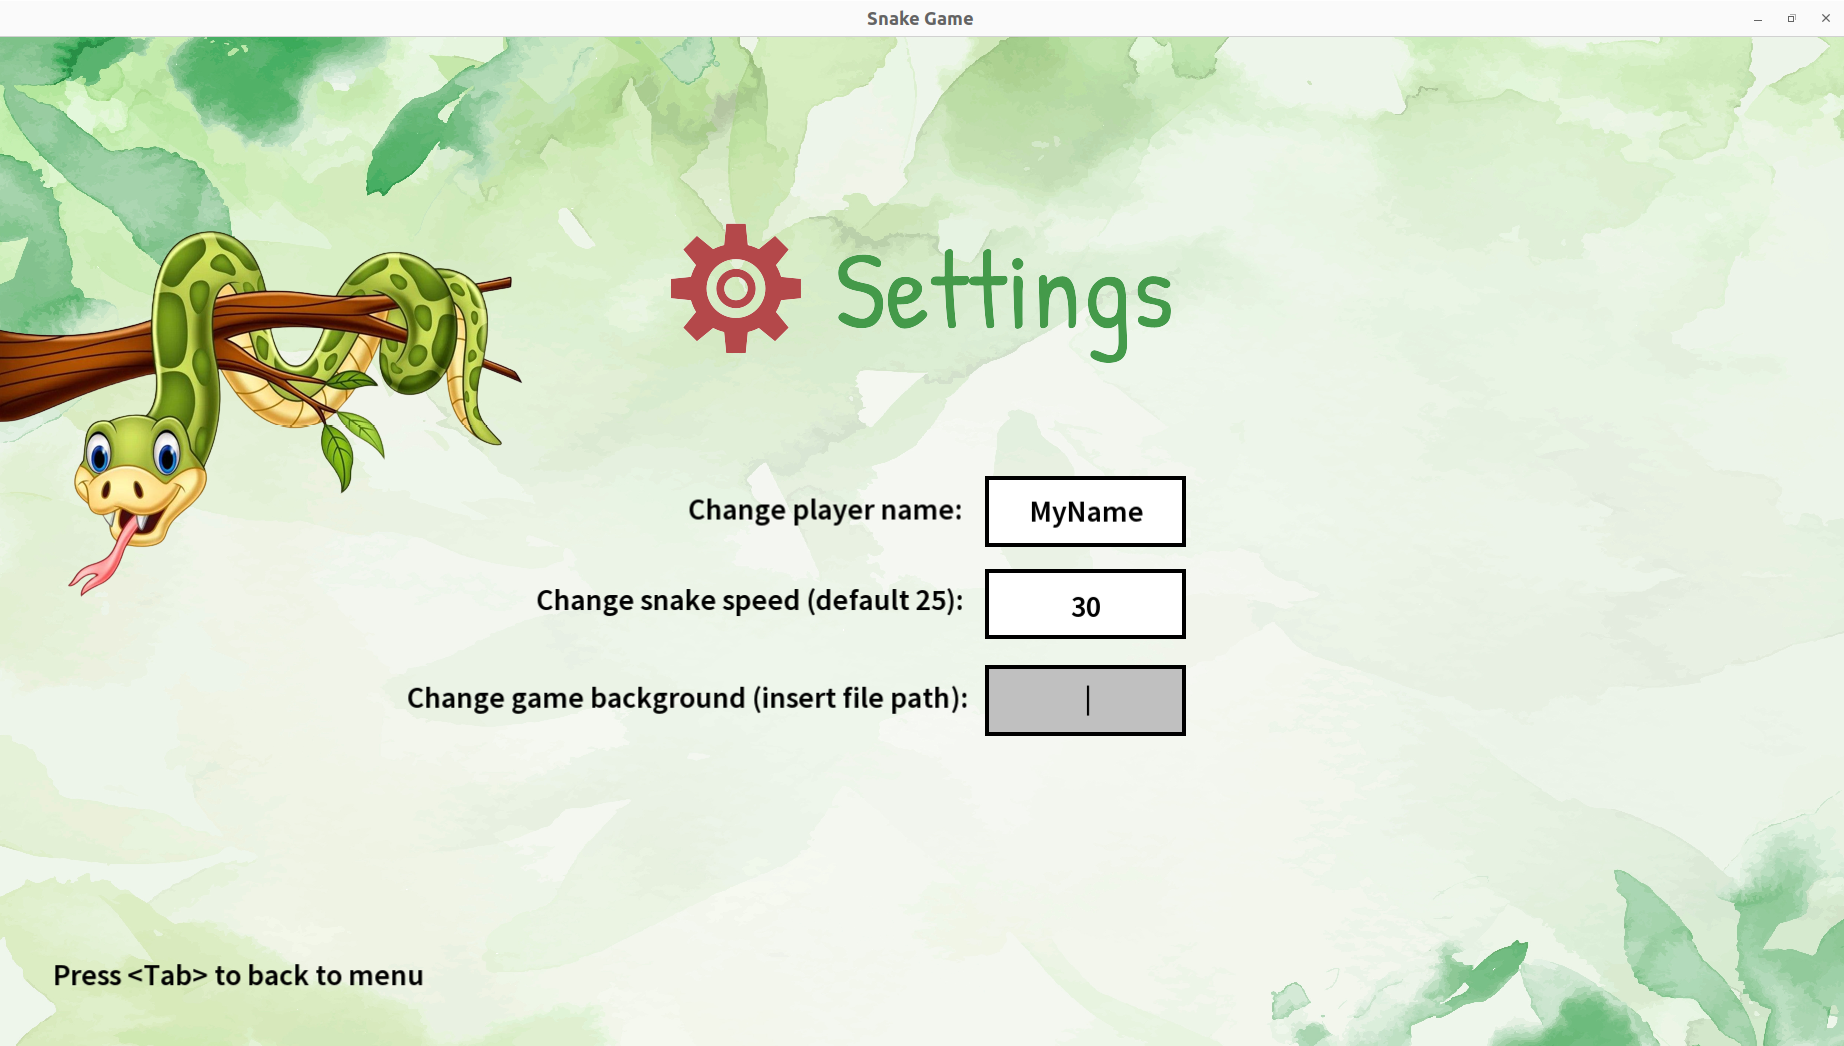 Snake Game
Settings
Change player name: MyName
Change snake speed (default 25): 30
Change game background (insert file path):
Press <Tab> to back to menu